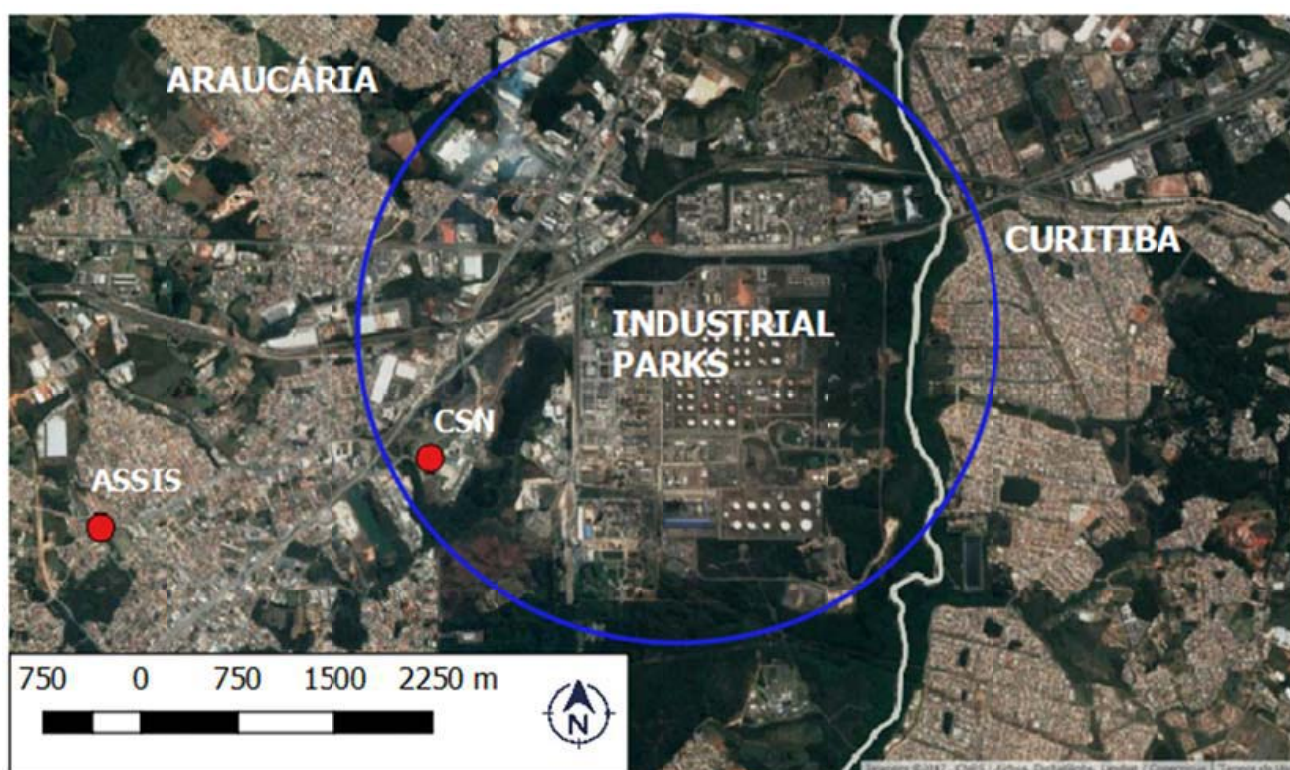 ARAUCÁRIA
CURITIBA
INDUSTRIAL
PARKS
CSN
ASSIS
750 0 750 1500 2250 m
N